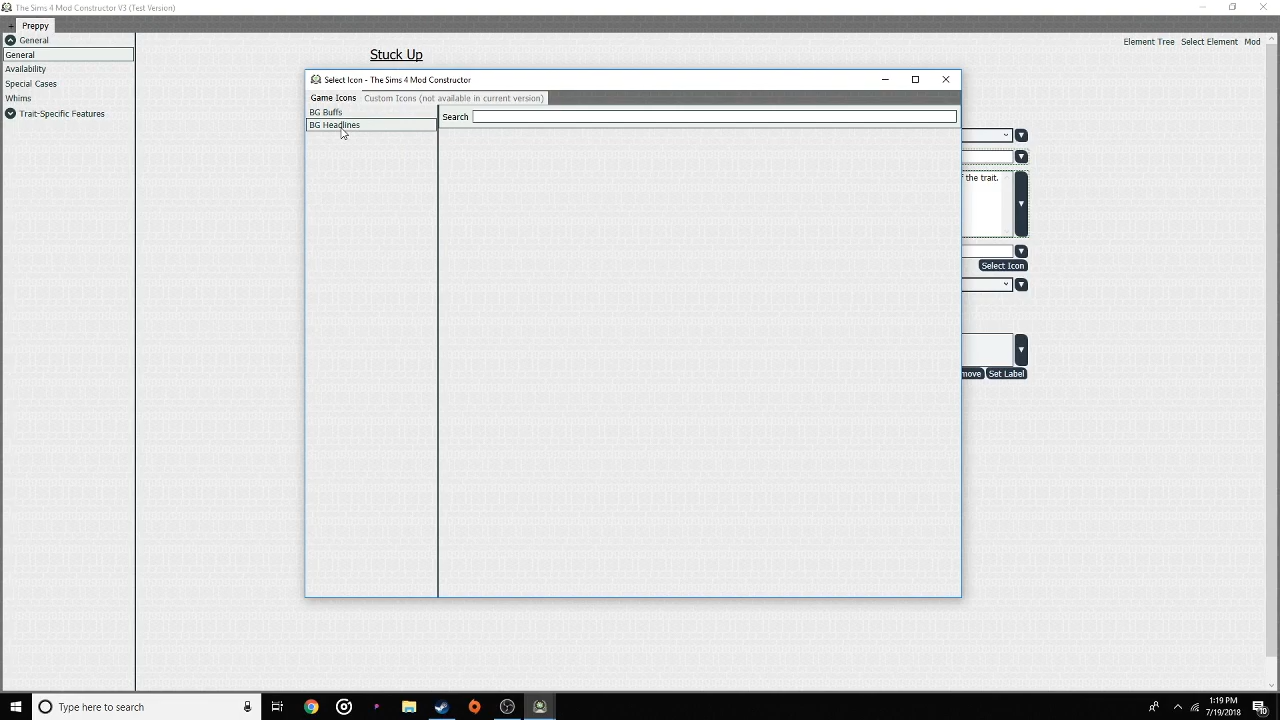 The Sims 4 Mod Constructor V3 (Test Version)
+ Preppy
General
General
Availability
Special Cases
Whims
Trait-Specific Features
Element Tree Select Element Mod
Stuck Up
Select Icon - The Sims 4 Mod Constructor
Game Icons Custom Icons (not available in current version)
BG Buffs
BG Headlines
Search
f the trait.
Select Icon
move Set Label
Type here to search
1:19 PM
7/19/2018